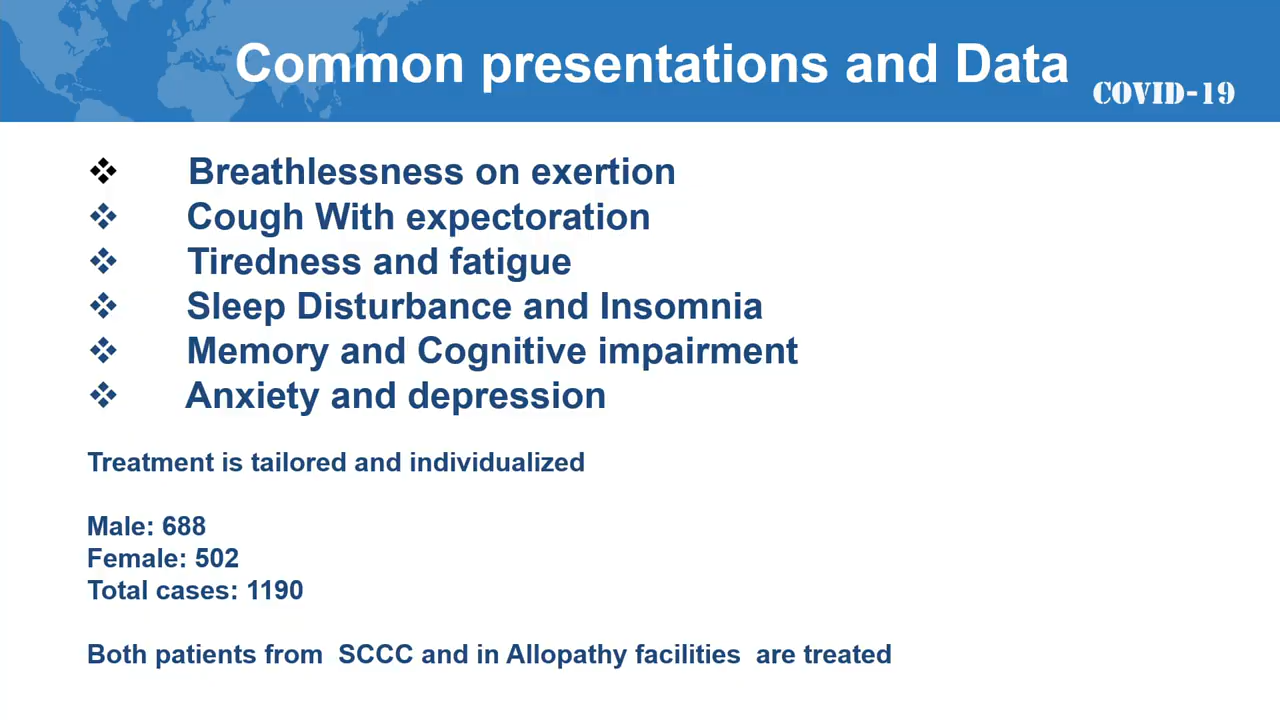 Common presentations and Data
COVID-19
❖ Breathlessness on exertion
❖ Cough With expectoration
❖ Tiredness and fatigue
❖ Sleep Disturbance and Insomnia
❖ Memory and Cognitive impairment
❖ Anxiety and depression
Treatment is tailored and individualized
Male: 688
Female: 502
Total cases: 1190
Both patients from SCCC and in Allopathy facilities are treated